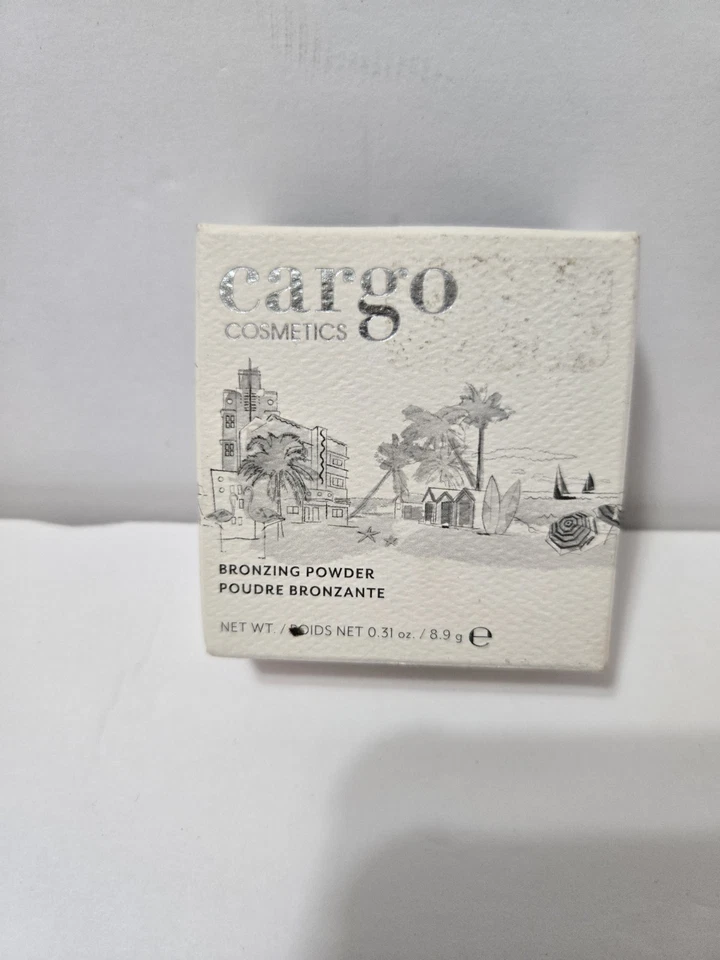 cargo
COSMETICS
BRONZING POWDER
POUDRE BRONZANTE
NET WT. / POIDS NET 0.31 oz. / 8.9 g e